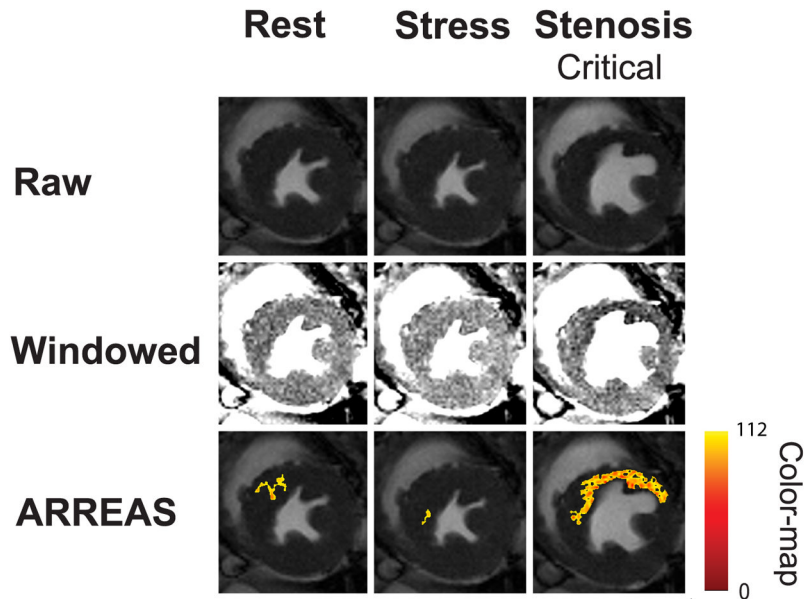 Rest Stress Stenosis
Critical
Raw
Windowed
ARREAS
112
0
Color-map